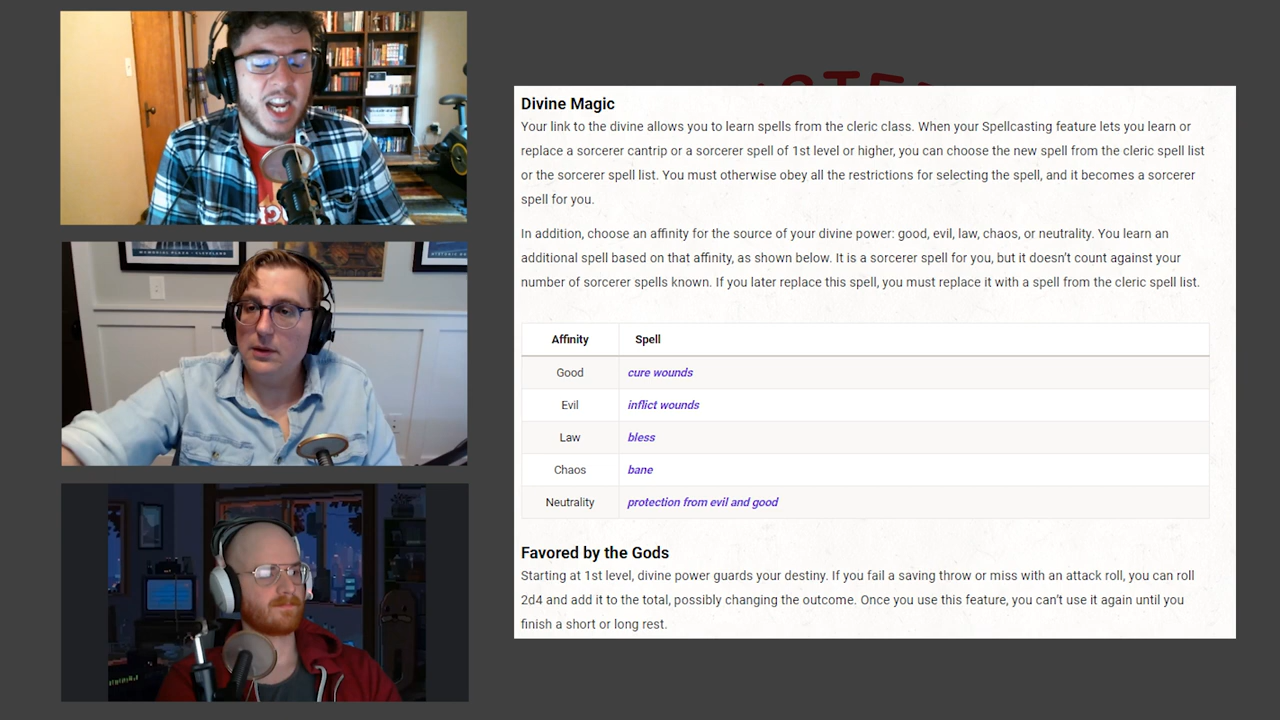 MEMORIAL BRIDGE - CLEVELAND
Divine Magic
Your link to the divine allows you to learn spells from the cleric class. When your Spellcasting feature lets you learn or
replace a sorcerer cantrip or a sorcerer spell of 1st level or higher, you can choose the new spell from the cleric spell list
or the sorcerer spell list. You must otherwise obey all the restrictions for selecting the spell, and it becomes a sorcerer
spell for you.
In addition, choose an affinity for the source of your divine power: good, evil, law, chaos, or neutrality. You learn an
additional spell based on that affinity, as shown below. It is a sorcerer spell for you, but it doesn’t count against your
number of sorcerer spells known. If you later replace this spell, you must replace it with a spell from the cleric spell list.
Affinity Spell
Good cure wounds
Evil inflict wounds
Law bless
Chaos bane
Neutrality protection from evil and good
Favored by the Gods
Starting at 1st level, divine power guards your destiny. If you fail a saving throw or miss with an attack roll, you can roll
2d4 and add it to the total, possibly changing the outcome. Once you use this feature, you can’t use it again until you
finish a short or long rest.